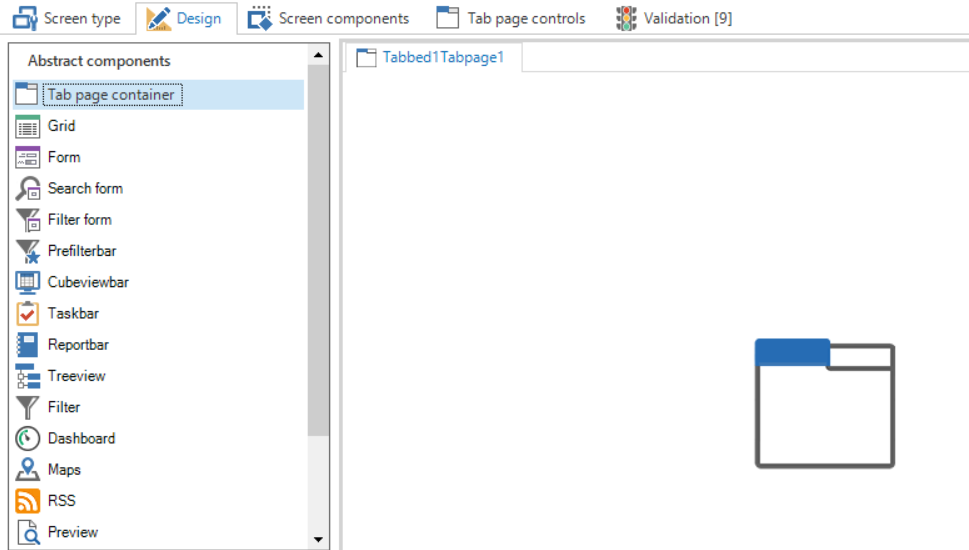 Screen type
Design
Screen components
Tab page controls
Validation [9]
Abstract components
Tab page container
Grid
Form
Search form
Filter form
Prefilterbar
Cubeviewbar
Taskbar
Reportbar
Treeview
Filter
Dashboard
Maps
RSS
Preview
Tabbed1Tabpage1